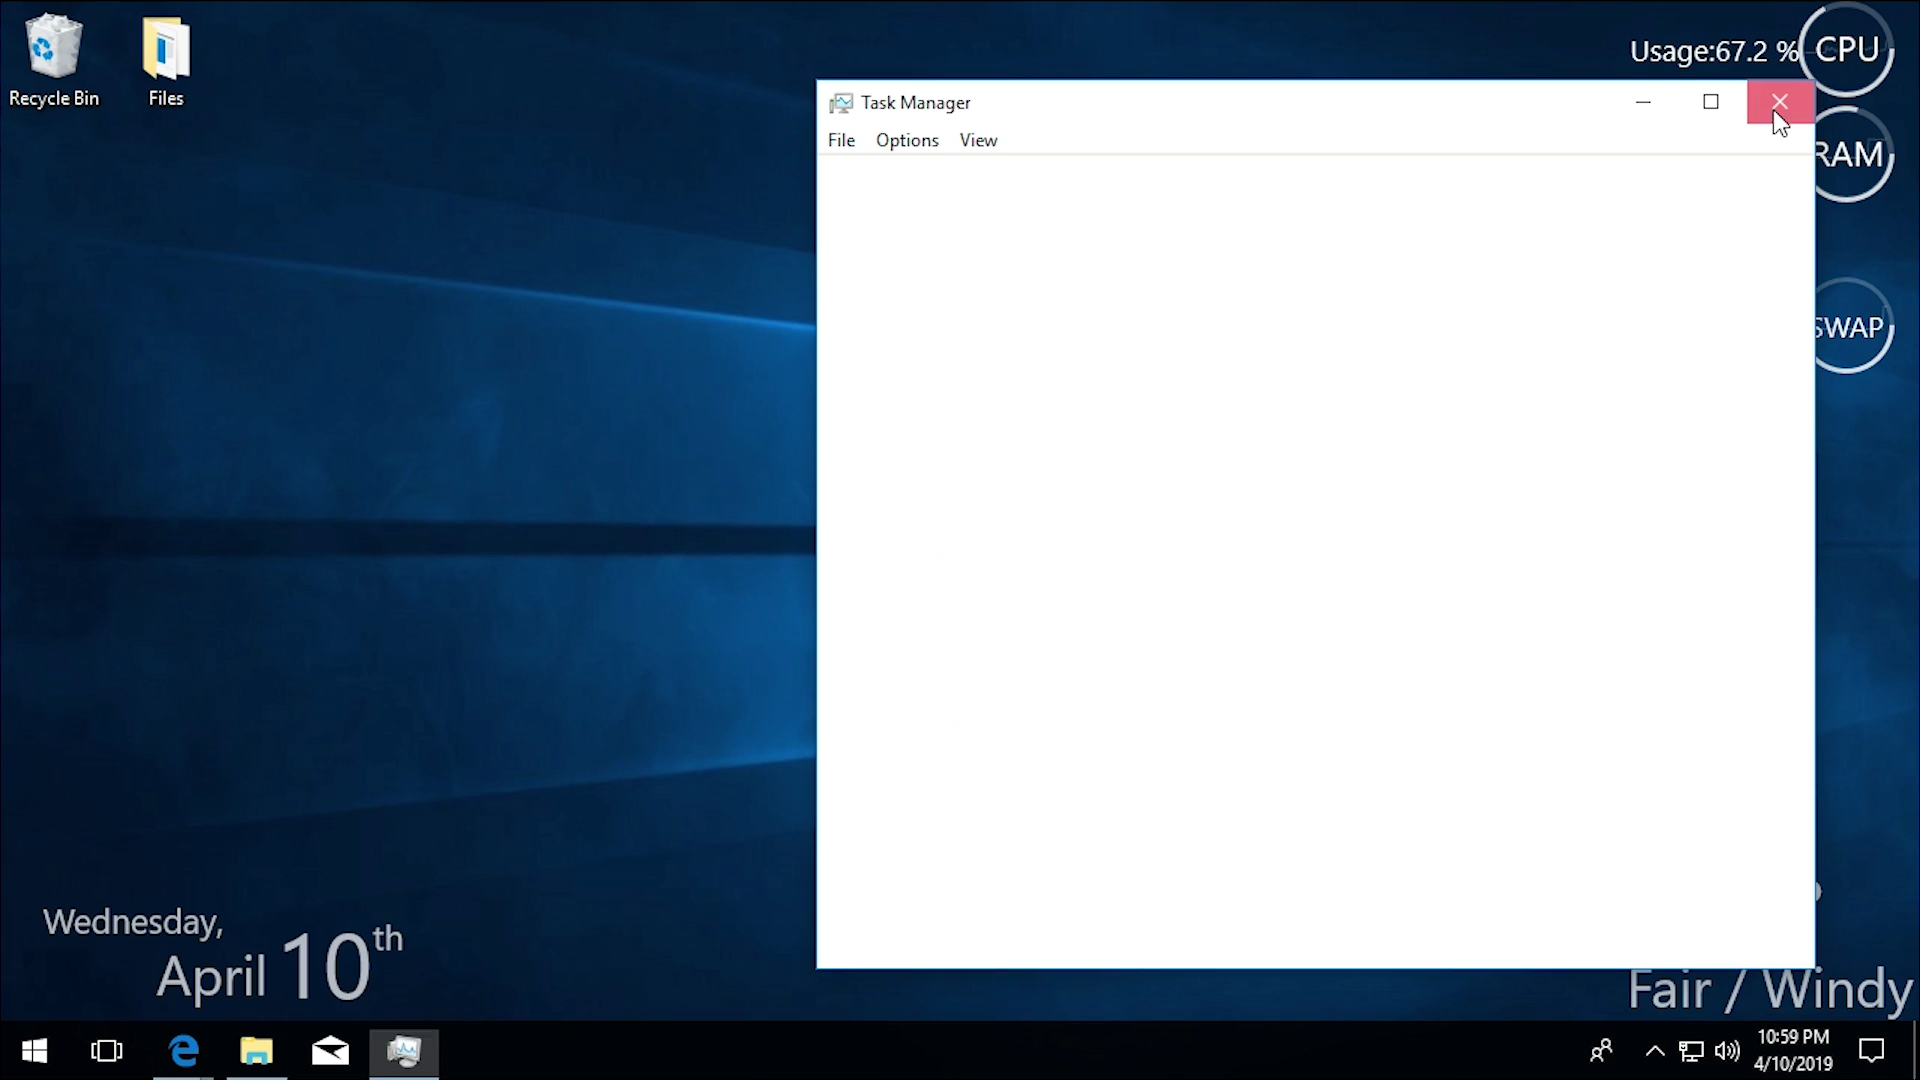 Recycle Bin
Files
Usage:67.2 %
CPU
Task Manager
File Options View
RAM
SWAP
Wednesday,
April 10th
Fair / Windy
10:59 PM
4/10/2019